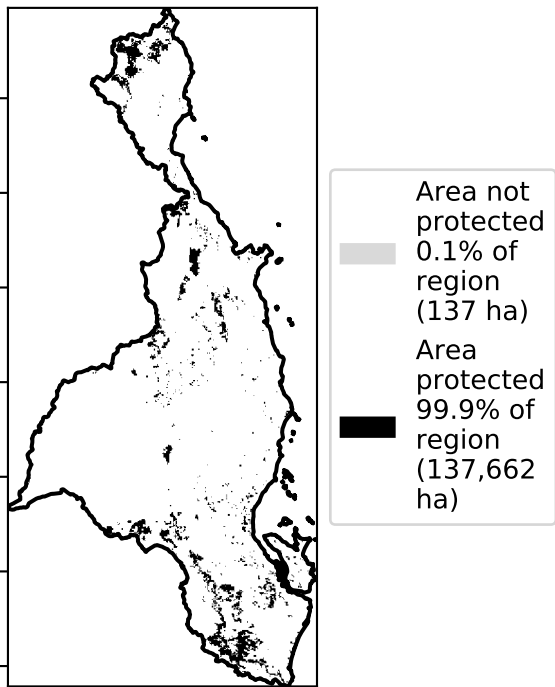 Area not
protected
0.1% of
region
(137 ha)
Area
protected
99.9% of
region
(137,662
ha)